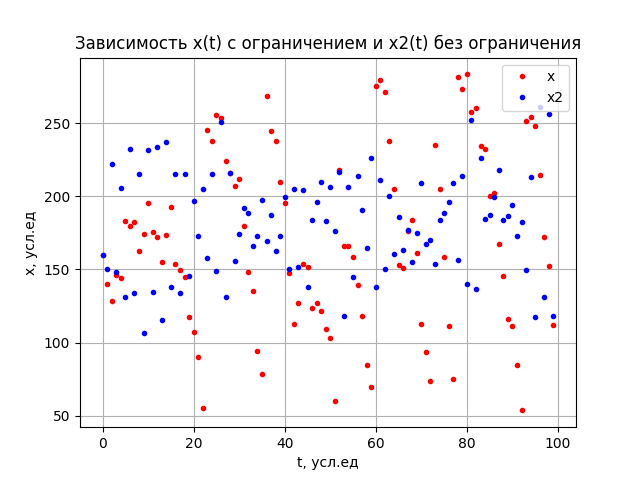 Зависимость x(t) с ограничением и x2(t) без ограничения
x
x2
250
200
150
100
50
x, усл.ед
0 20 40 60 80 100
t, усл.ед